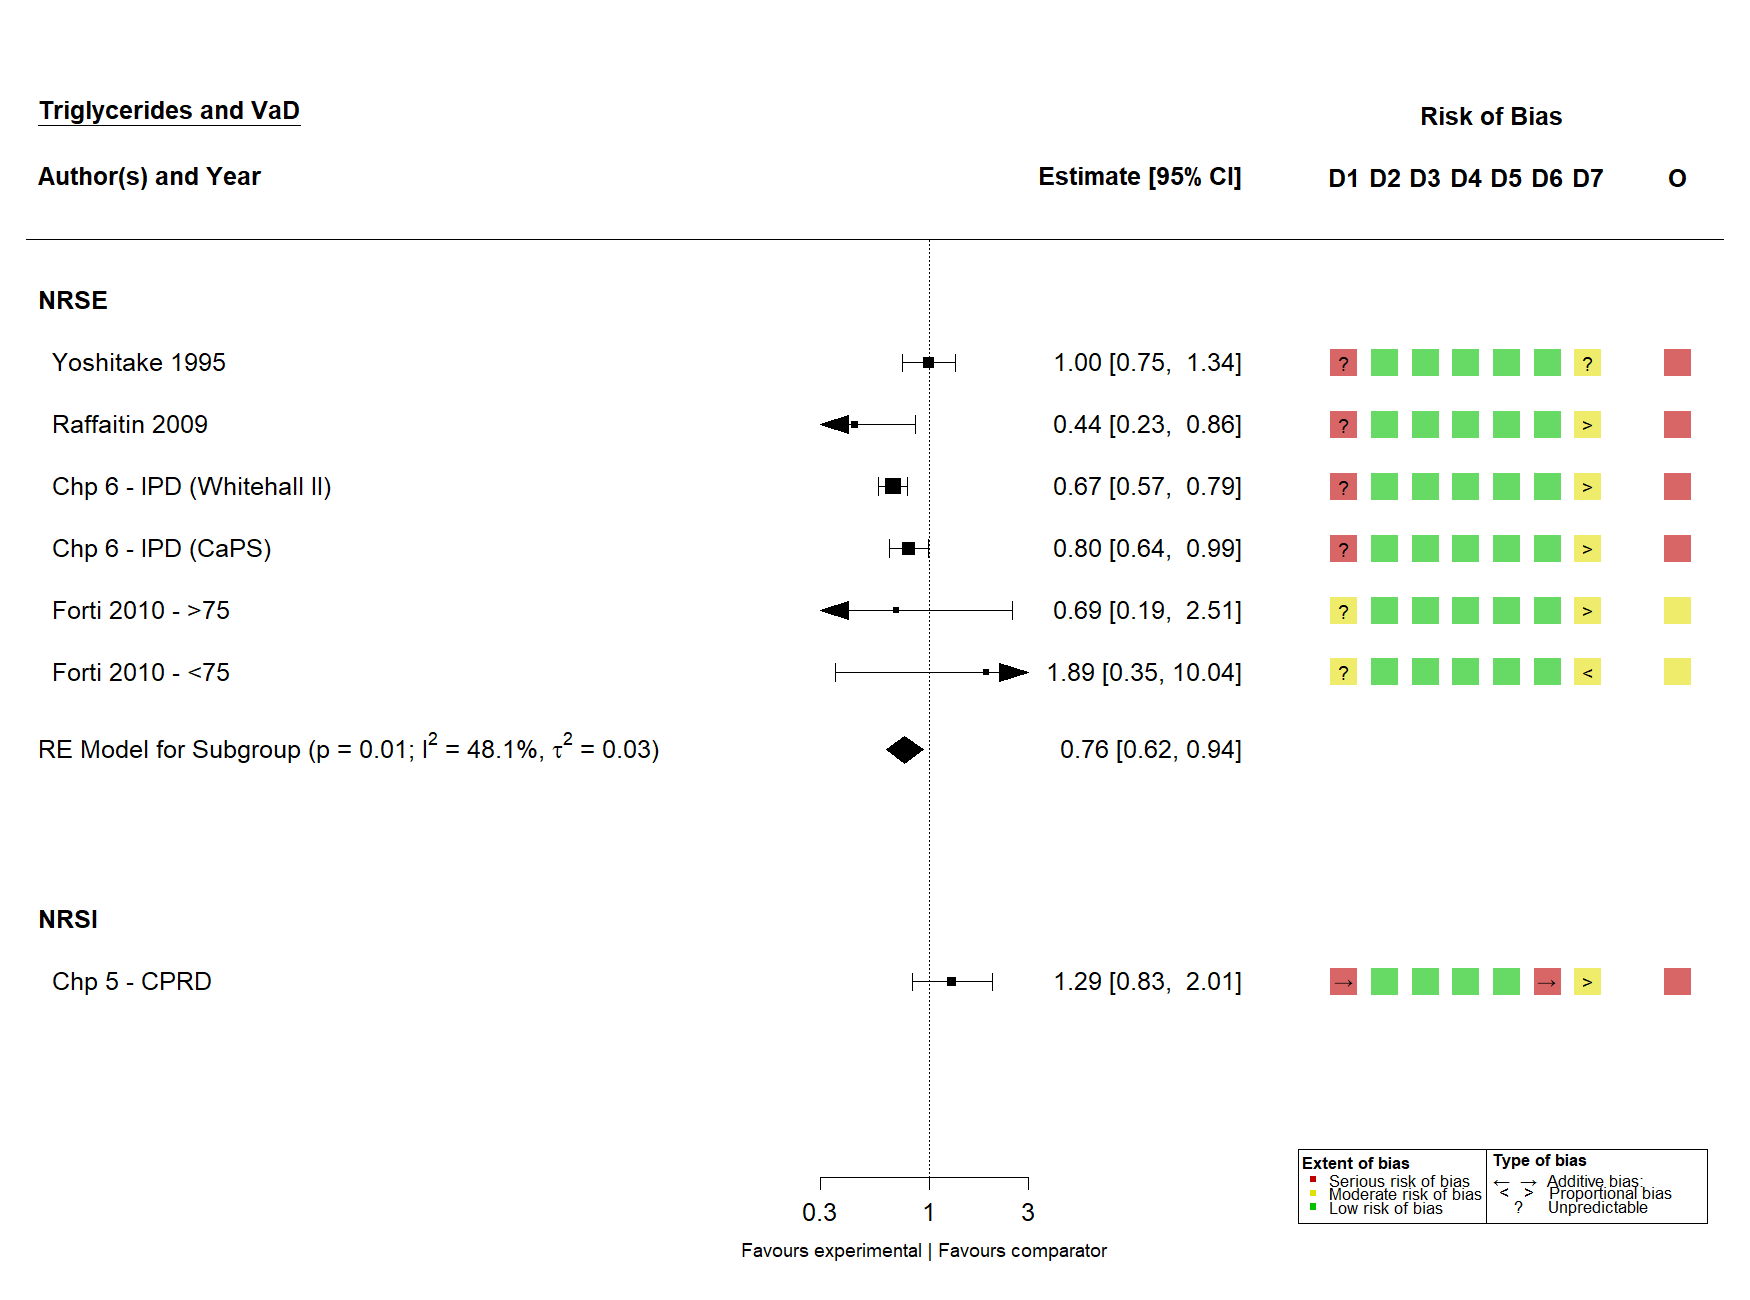 Triglycerides and VaD
Risk of Bias
Author(s) and Year Estimate [95% CI] D1 D2 D3 D4 D5 D6 D7 O
NRSE
Yoshitake 1995 1.00 [0.75, 1.34] ? ?
Raffaitin 2009 0.44 [0.23, 0.86] ? >
Chp 6 - IPD (Whitehall II) 0.67 [0.57, 0.79] ? >
Chp 6 - IPD (CaPS) 0.80 [0.64, 0.99] ? >
Forti 2010 - >75 0.69 [0.19, 2.51] ? >
Forti 2010 - <75 1.89 [0.35, 10.04] ? <
RE Model for Subgroup (p = 0.01; I² = 48.1%, τ² = 0.03) 0.76 [0.62, 0.94]
NRSI
Chp 5 - CPRD 1.29 [0.83, 2.01] → → >
0.3 1 3
Favours experimental | Favours comparator
Extent of bias
Serious risk of bias
Moderate risk of bias
Low risk of bias
Type of bias
← → Additive bias:
< > Proportional bias
? Unpredictable